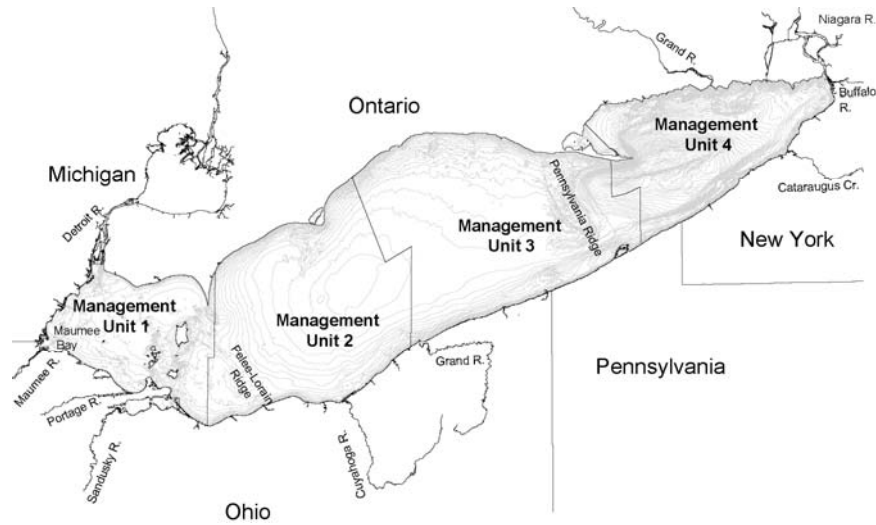 Niagara R.
Grand R.
Buffalo
R.
Ontario
Management
Unit 4
Michigan
Pennsylvania Ridge
Cataraugus Cr.
Detroit R.
Management
Unit 3
New York
Management
Unit 1
Maumee
Bay
Management
Unit 2
Pelee-Lorain
Ridge
Grand R.
Pennsylvania
Maumee R.
Portage R.
Sandusky R.
Cuyahoga R.
Ohio